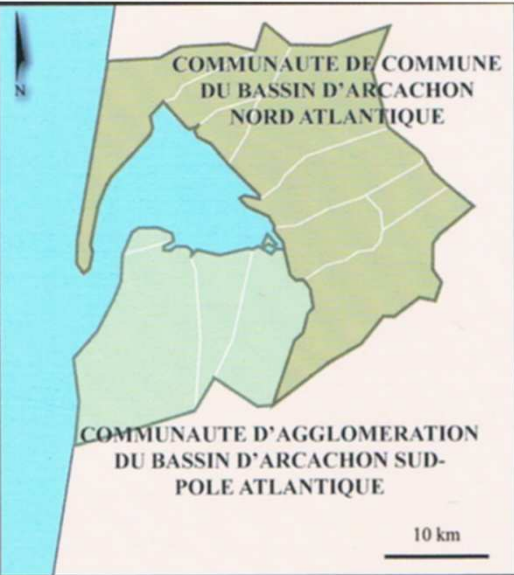 N
COMMUNAUTE DE COMMUNE
DU BASSIN D'ARCACHON
NORD ATLANTIQUE
COMMUNAUTE D'AGGLOMERATION
DU BASSIN D'ARCACHON SUD-
POLE ATLANTIQUE
10 km